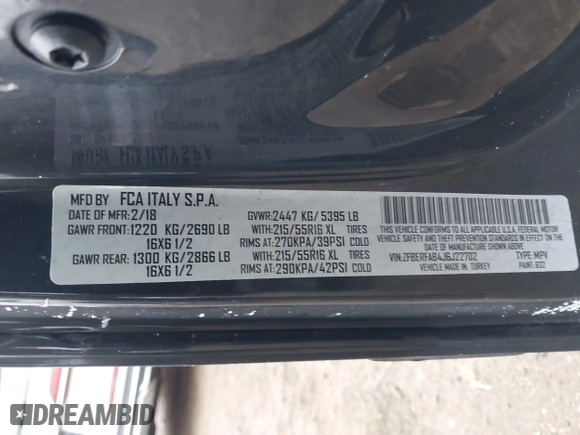 MFD BY FCA ITALY S.P.A.
DATE OF MFR: 2/18 GVWR: 2447 KG/ 5395 LB
GAWR FRONT: 1220 KG/2690 LB WITH: 215/55R16 XL TIRES
16X6 1/2 RIMS AT: 270KPA/39PSI COLD
GAWR REAR: 1300 KG/2866 LB WITH: 215/55R16 XL TIRES
16X6 1/2 RIMS AT: 290KPA/42PSI COLD
THIS VEHICLE CONFORMS TO ALL APPLICABLE U.S.A. FEDERAL MOTOR
VEHICLE SAFETY AND THEFT PREVENTION STANDARDS IN EFFECT ON THE
DATE OF MANUFACTURE SHOWN ABOVE.
VIN: ZFBERFAB4J6J22702 TYPE: MPV
VEHICLE MADE IN: TURKEY PAINT: 632
DREAMBID